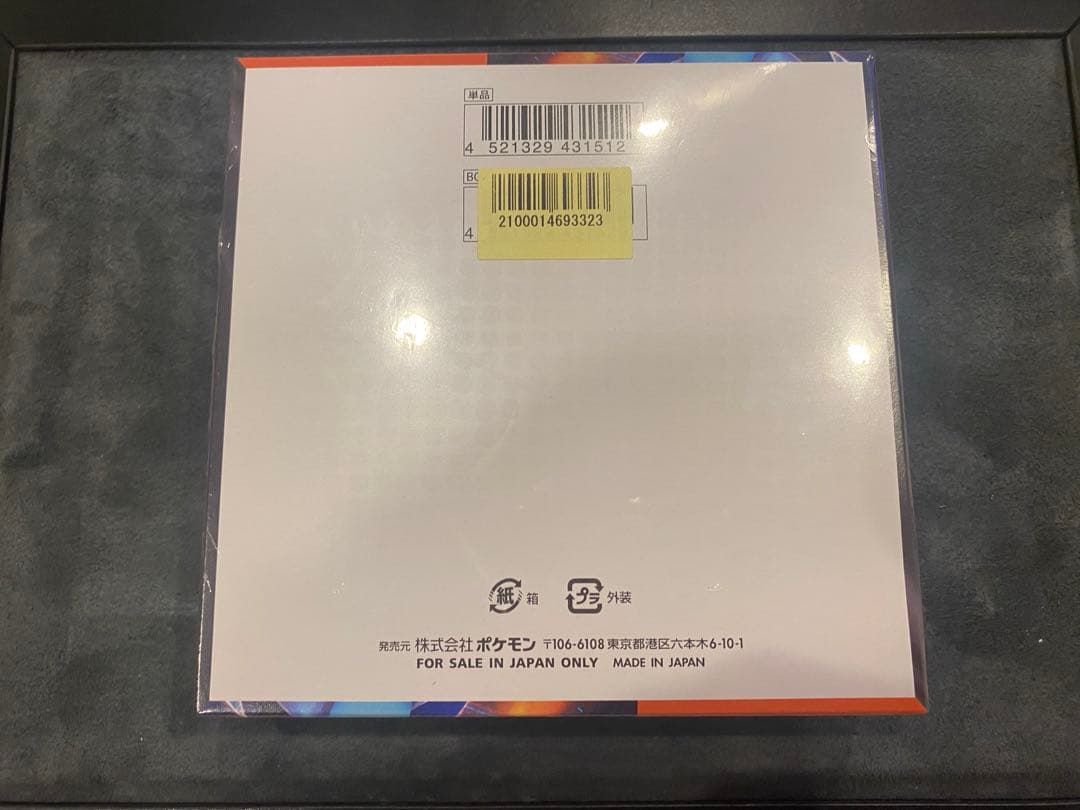 単品
4 521329 431512
BO
2100014693323
4
紙 箱 プラ 外装
発売元 株式会社 ポケモン 〒106-6108 東京都港区六本木6-10-1
FOR SALE IN JAPAN ONLY MADE IN JAPAN